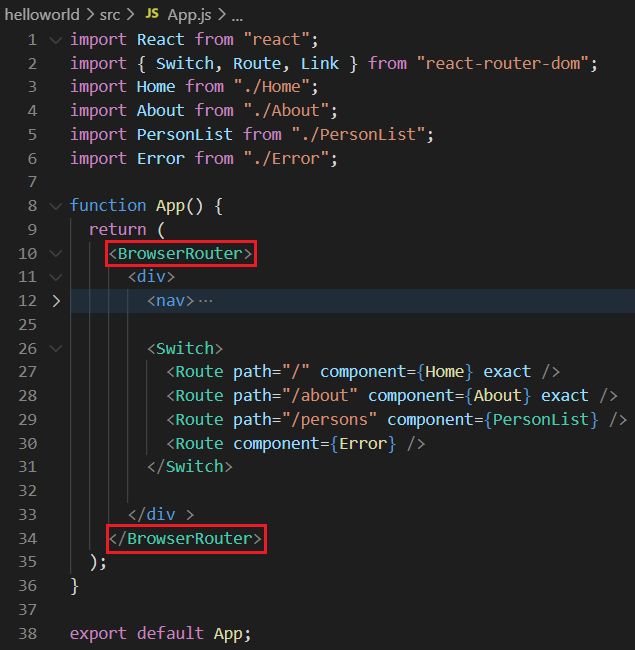 helloworld > src > JS App.js > ...
1 import React from "react";
2 import { Switch, Route, Link } from "react-router-dom";
3 import Home from "./Home";
4 import About from "./About";
5 import PersonList from "./PersonList";
6 import Error from "./Error";
7
8 function App() {
9 return (
10 <BrowserRouter>
11 <div>
12 <nav>···
25
26 <Switch>
27 <Route path="/" component={Home} exact />
28 <Route path="/about" component={About} exact />
29 <Route path="/persons" component={PersonList} />
30 <Route component={Error} />
31 </Switch>
32
33 </div >
34 </BrowserRouter>
35 );
36 }
37
38 export default App;